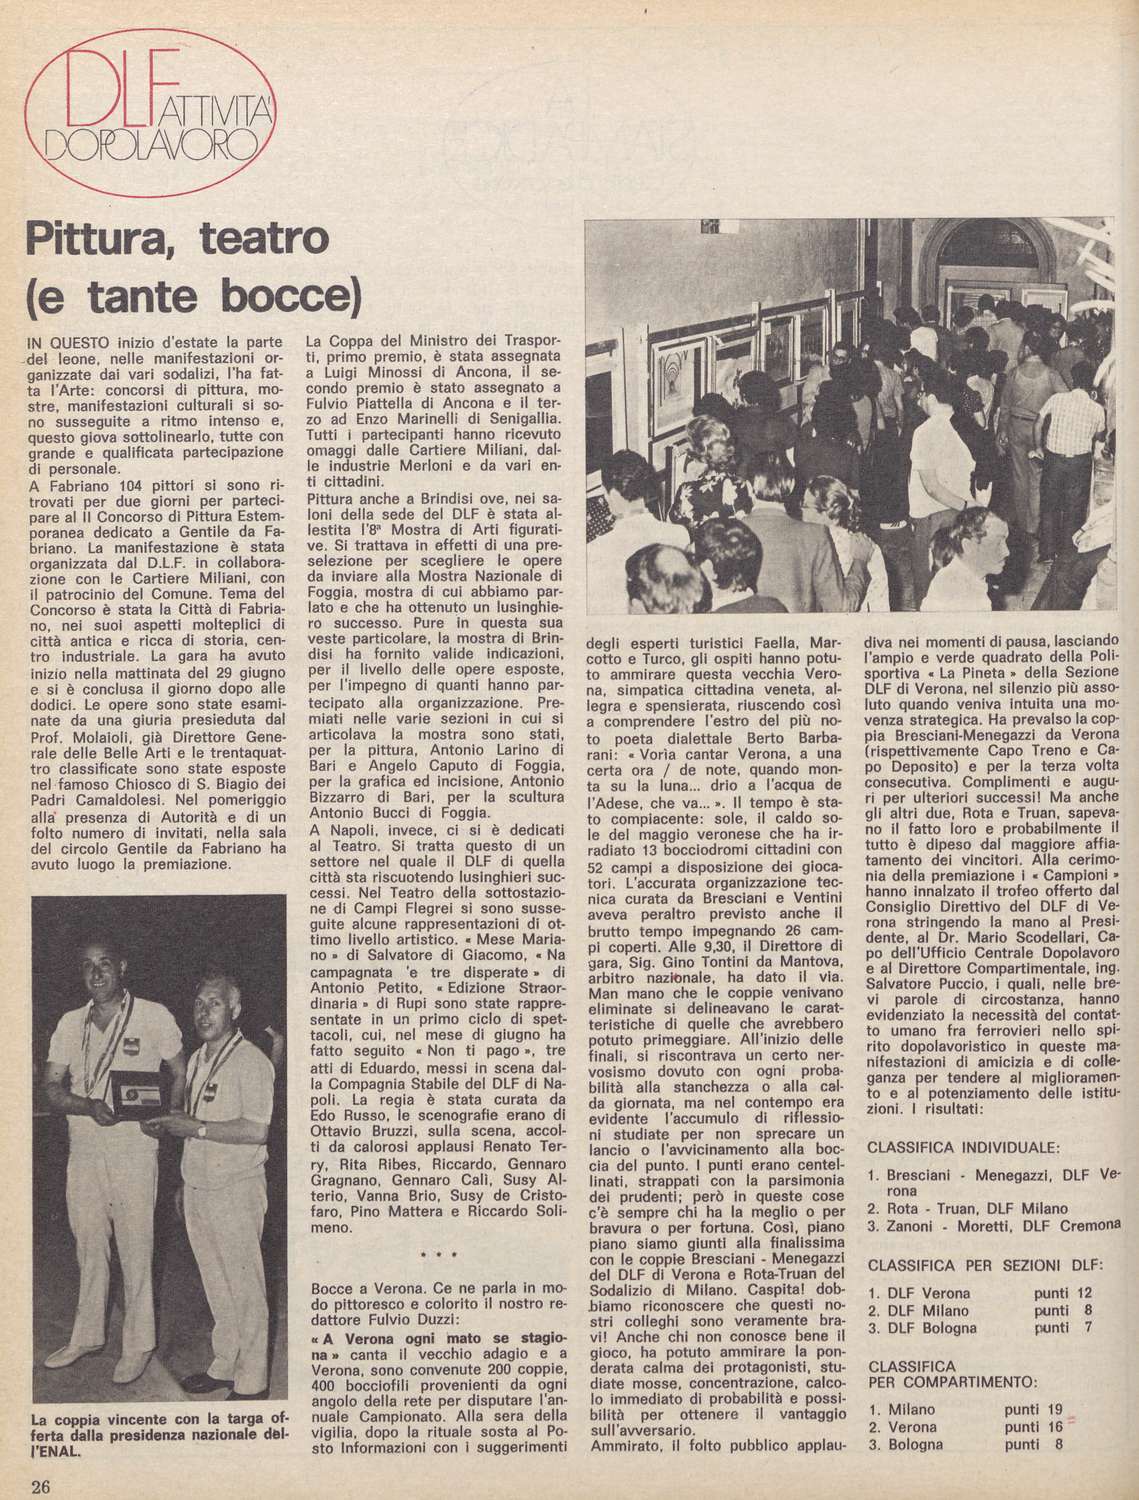 DLF ATTIVITÀ
DOPOLAVORO
Pittura, teatro
(e tante bocce)
IN QUESTO inizio d'estate la parte
del leone, nelle manifestazioni or-
ganizzate dai vari sodalizi, l'ha fat-
ta l'Arte: concorsi di pittura, mo-
stre, manifestazioni culturali si so-
no susseguite a ritmo intenso e,
questo giova sottolinearlo, tutte con
grande e qualificata partecipazione
di personale.
A Fabriano 104 pittori si sono ri-
trovati per due giorni per parteci-
pare al II Concorso di Pittura Estem-
poranea dedicato a Gentile da Fa-
briano. La manifestazione è stata
organizzata dal D.L.F. in collabora-
zione con le Cartiere Miliani, con
il patrocinio del Comune. Tema del
Concorso è stata la Città di Fabria-
no, nei suoi aspetti molteplici di
città antica e ricca di storia, cen-
tro industriale. La gara ha avuto
inizio nella mattinata del 29 giugno
e si è conclusa il giorno dopo alle
dodici. Le opere sono state esami-
nate da una giuria presieduta dal
Prof. Molaioli, già Direttore Gene-
rale delle Belle Arti e le trentaquat-
tro classificate sono state esposte
nel famoso Chiosco di S. Biagio dei
Padri Camaldolesi. Nel pomeriggio
alla presenza di Autorità e di un
folto numero di invitati, nella sala
del circolo Gentile da Fabriano ha
avuto luogo la premiazione.
La coppia vincente con la targa of-
ferta dalla presidenza nazionale del-
l'ENAL.
26
La Coppa del Ministro dei Traspor-
ti, primo premio, è stata assegnata
a Luigi Minossi di Ancona, il se-
condo premio è stato assegnato a
Fulvio Piattella di Ancona e il ter-
zo ad Enzo Marinelli di Senigallia.
Tutti i partecipanti hanno ricevuto
omaggi dalle Cartiere Miliani, dal-
le industrie Merloni e da vari en-
ti cittadini.
Pittura anche a Brindisi ove, nei sa-
loni della sede del DLF è stata al-
lestita l'8ª Mostra di Arti figurati-
ve. Si trattava in effetti di una pre-
selezione per scegliere le opere
da inviare alla Mostra Nazionale di
Foggia, mostra di cui abbiamo par-
lato e che ha ottenuto un lusinghie-
ro successo. Pure in questa sua
veste particolare, la mostra di Brin-
disi ha fornito valide indicazioni,
per il livello delle opere esposte,
per l'impegno di quanti hanno par-
tecipato alla organizzazione. Pre-
miati nelle varie sezioni in cui si
articolava la mostra sono stati,
per la pittura, Antonio Larino di
Bari e Angelo Caputo di Foggia,
per la grafica ed incisione, Antonio
Bizzarro di Bari, per la scultura
Antonio Bucci di Foggia.
A Napoli, invece, ci si è dedicati
al Teatro. Si tratta questo di un
settore nel quale il DLF di quella
città sta riscuotendo lusinghieri suc-
cessi. Nel Teatro della sottostazio-
ne di Campi Flegrei si sono susse-
guite alcune rappresentazioni di ot-
timo livello artistico. « Mese Maria-
no » di Salvatore di Giacomo, « Na
campagnata 'e tre disperate » di
Antonio Petito, « Edizione Straor-
dinaria » di Rupi sono state rappre-
sentate in un primo ciclo di spet-
tacoli, cui, nel mese di giugno ha
fatto seguito « Non ti pago », tre
atti di Eduardo, messi in scena dal-
la Compagnia Stabile del DLF di Na-
poli. La regia è stata curata da
Edo Russo, le scenografie erano di
Ottavio Bruzzi, sulla scena, accol-
ti da calorosi applausi Renato Ter-
ry, Rita Ribes, Riccardo, Gennaro
Gragnano, Gennaro Calì, Susy Al-
terio, Vanna Brio, Susy de Cristo-
faro, Pino Mattera e Riccardo Soli-
meno.
* * *
Bocce a Verona. Ce ne parla in mo-
do pittoresco e colorito il nostro re-
dattore Fulvio Duzzi:
« A Verona ogni mato se stagio-
na » canta il vecchio adagio e a
Verona, sono convenute 200 coppie,
400 bocciofili provenienti da ogni
angolo della rete per disputare l'an-
nuale Campionato. Alla sera della
vigilia, dopo la rituale sosta al Po-
sto Informazioni con i suggerimenti
degli esperti turistici Faella, Mar-
cotto e Turco, gli ospiti hanno potu-
to ammirare questa vecchia Vero-
na, simpatica cittadina veneta, al-
legra e spensierata, riuscendo così
a comprendere l'estro del più no-
to poeta dialettale Berto Barba-
rani: « Vorìa cantar Verona, a una
certa ora / de note, quando mon-
ta su la luna... drio a l'acqua de
l'Adese, che va... ». Il tempo è sta-
to compiacente: sole, il caldo so-
le del maggio veronese che ha ir-
radiato 13 bocciodromi cittadini con
52 campi a disposizione dei gioca-
tori. L'accurata organizzazione tec-
nica curata da Bresciani e Ventini
aveva peraltro previsto anche il
brutto tempo impegnando 26 cam-
pi coperti. Alle 9,30, il Direttore di
gara, Sig. Gino Tontini da Mantova,
arbitro nazionale, ha dato il via.
Man mano che le coppie venivano
eliminate si delineavano le carat-
teristiche di quelle che avrebbero
potuto primeggiare. All'inizio delle
finali, si riscontrava un certo ner-
vosismo dovuto con ogni proba-
bilità alla stanchezza o alla cal-
da giornata, ma nel contempo era
evidente l'accumulo di riflessio-
ni studiate per non sprecare un
lancio o l'avvicinamento alla boc-
cia del punto. I punti erano centel-
linati, strappati con la parsimonia
dei prudenti; però in queste cose
c'è sempre chi ha la meglio o per
bravura o per fortuna. Così, piano
piano siamo giunti alla finalissima
con le coppie Bresciani - Menegazzi
del DLF di Verona e Rota-Truan del
Sodalizio di Milano. Caspita! dob-
biamo riconoscere che questi no-
stri colleghi sono veramente bra-
vi! Anche chi non conosce bene il
gioco, ha potuto ammirare la pon-
derata calma dei protagonisti, stu-
diate mosse, concentrazione, calco-
lo immediato di probabilità e possi-
bilità per ottenere il vantaggio
sull'avversario.
Ammirato, il folto pubblico applau-
diva nei momenti di pausa, lasciando
l'ampio e verde quadrato della Poli-
sportiva « La Pineta » della Sezione
DLF di Verona, nel silenzio più asso-
luto quando veniva intuita una mo-
venza strategica. Ha prevalso la cop-
pia Bresciani-Menegazzi da Verona
(rispettivamente Capo Treno e Ca-
po Deposito) e per la terza volta
consecutiva. Complimenti e augu-
ri per ulteriori successi! Ma anche
gli altri due, Rota e Truan, sapeva-
no il fatto loro e probabilmente il
tutto è dipeso dal maggiore affia-
tamento dei vincitori. Alla cerimo-
nia della premiazione i « Campioni »
hanno innalzato il trofeo offerto dal
Consiglio Direttivo del DLF di Ve-
rona stringendo la mano al Presi-
dente, al Dr. Mario Scodellari, Ca-
po dell'Ufficio Centrale Dopolavoro
e al Direttore Compartimentale, ing.
Salvatore Puccio, i quali, nelle bre-
vi parole di circostanza, hanno
evidenziato la necessità del contat-
to umano fra ferrovieri nello spi-
rito dopolavoristico in queste ma-
nifestazioni di amicizia e di colle-
ganza per tendere al miglioramen-
to e al potenziamento delle istitu-
zioni. I risultati:
CLASSIFICA INDIVIDUALE:
1. Bresciani - Menegazzi, DLF Ve-
rona
2. Rota - Truan, DLF Milano
3. Zanoni - Moretti, DLF Cremona
CLASSIFICA PER SEZIONI DLF:
1. DLF Verona punti 12
2. DLF Milano punti 8
3. DLF Bologna punti 7
CLASSIFICA
PER COMPARTIMENTO:
1. Milano punti 19
2. Verona punti 16
3. Bologna punti 8